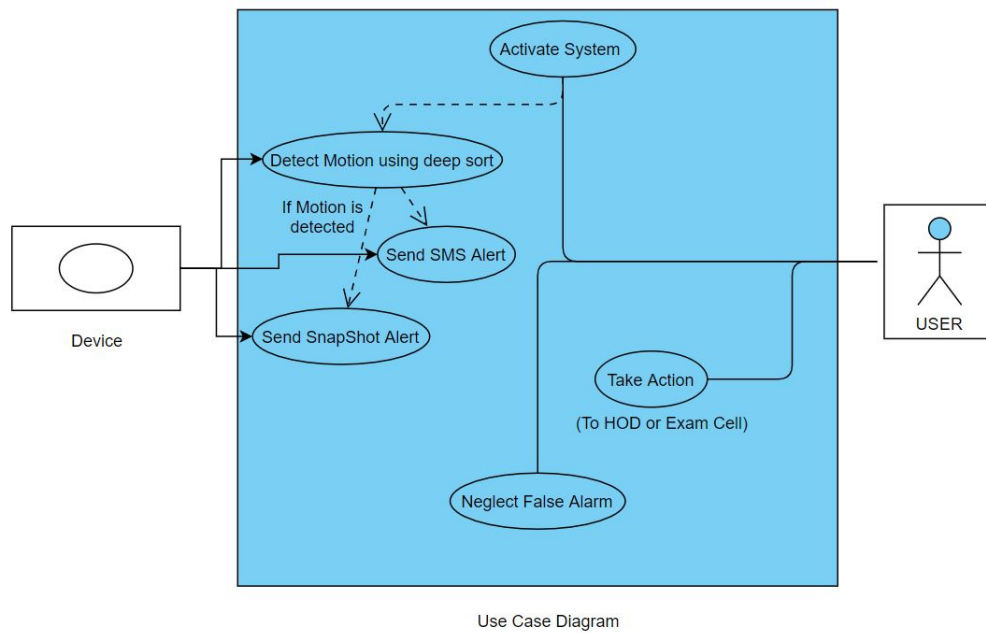 Activate System
Detect Motion using deep sort
If Motion is
detected
Send SMS Alert
Send SnapShot Alert
Device
USER
Take Action
(To HOD or Exam Cell)
Neglect False Alarm
Use Case Diagram